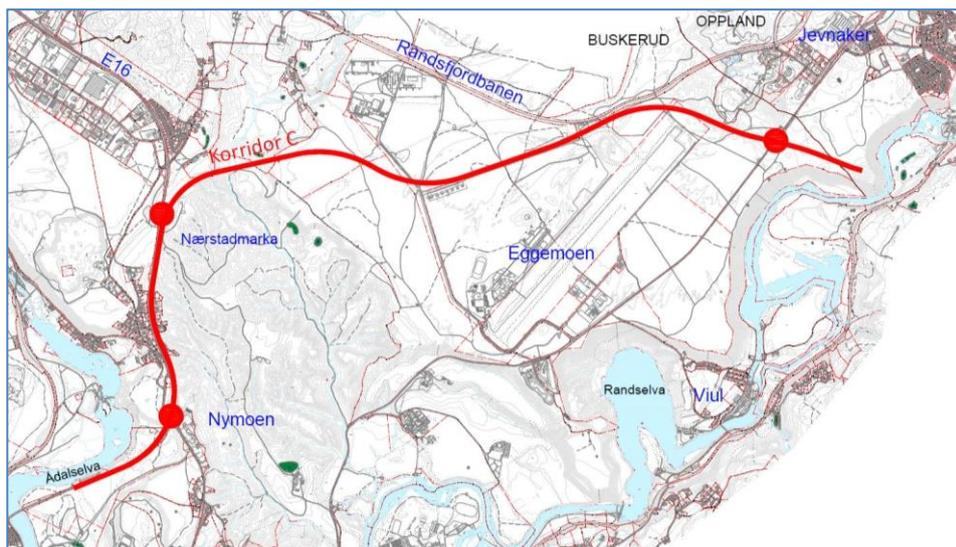 OPPLAND
BUSKERUD
Jevnaker
E16
Randsfjordbanen
Korridor C
Nærstadmarka
Eggemoen
Randselva
Viul
Nymoen
Ådalselva